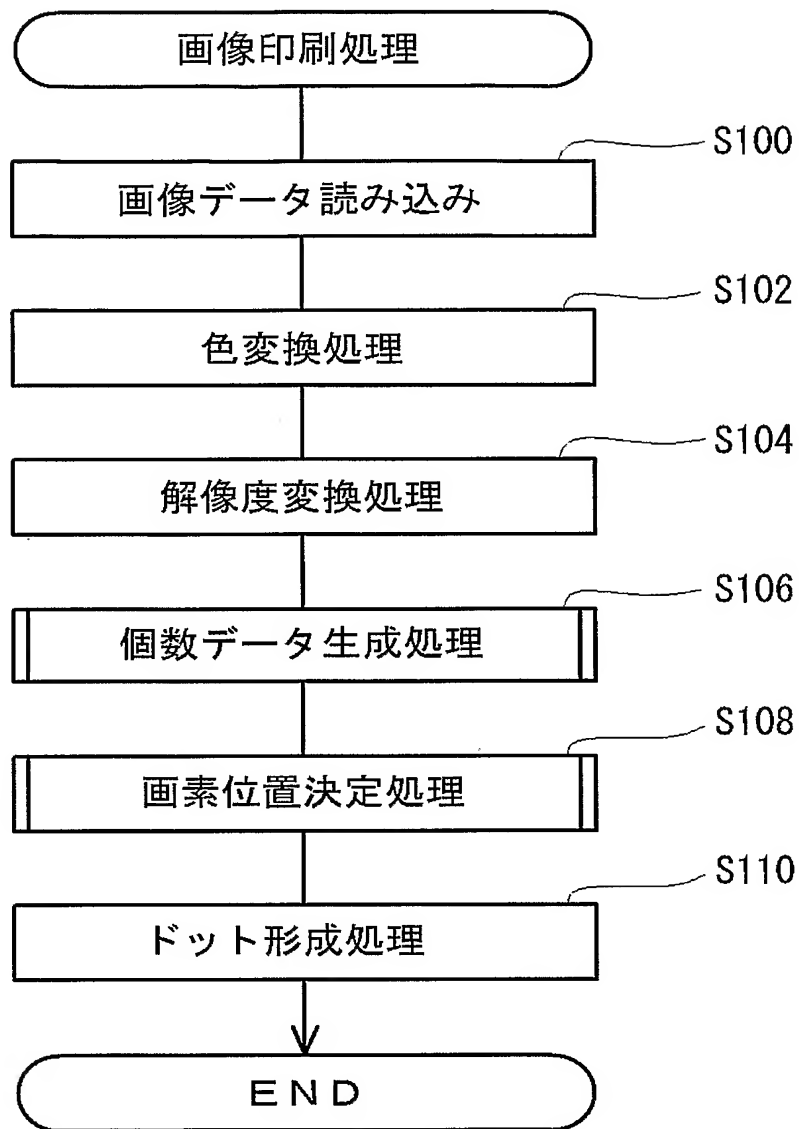 画像印刷処理
S100
画像データ読み込み
S102
色変換処理
S104
解像度変換処理
S106
個数データ生成処理
S108
画素位置決定処理
S110
ドット形成処理
END